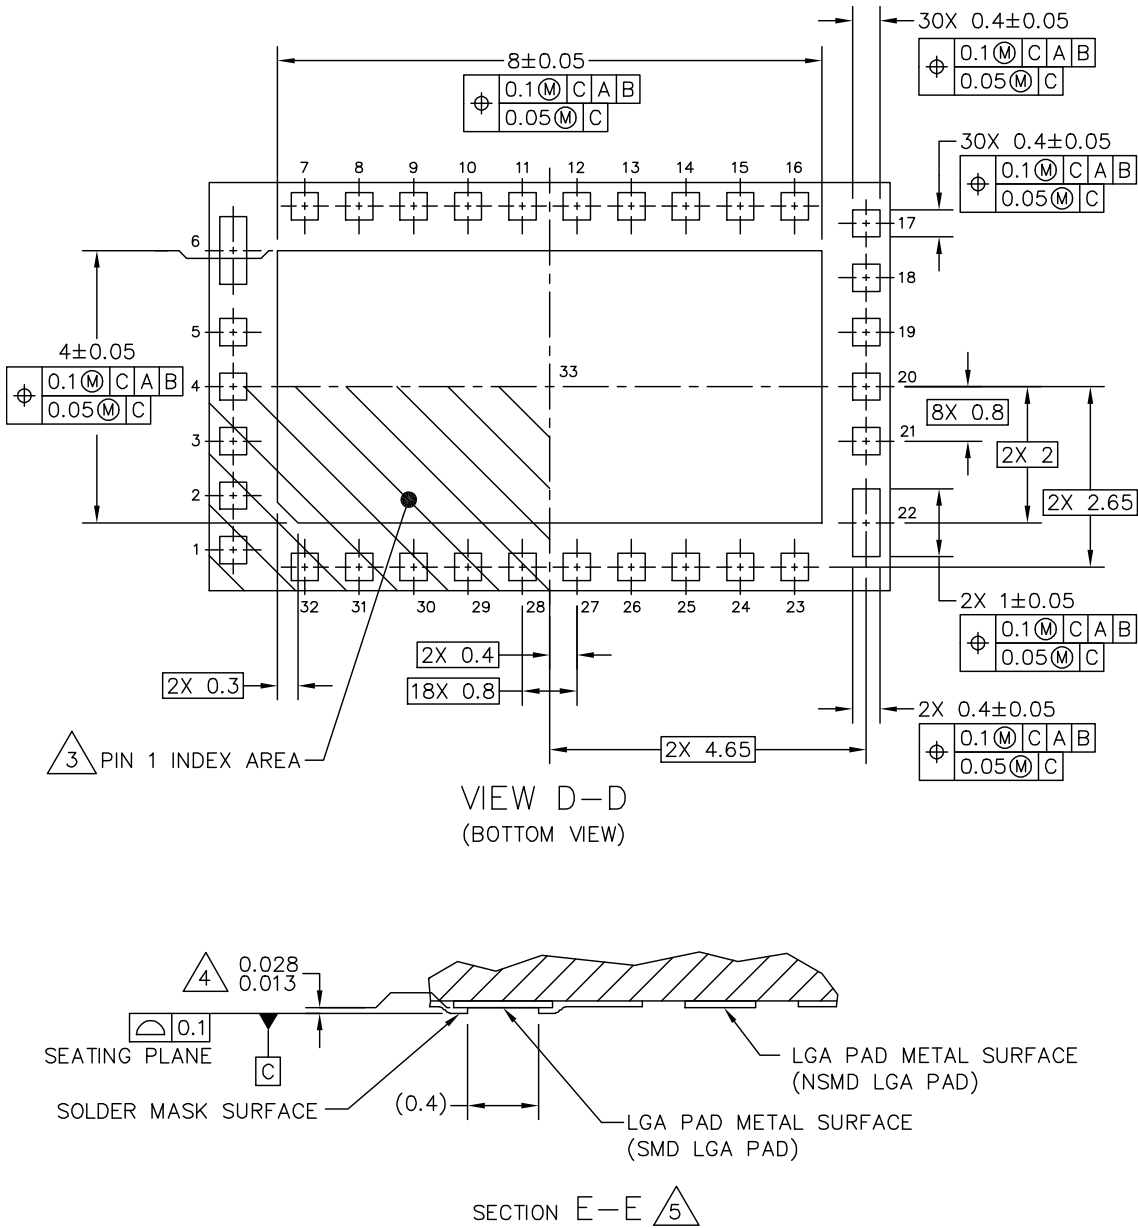 30X 0.4±0.05
0.1Ⓜ C A B
0.05Ⓜ C
8±0.05
0.1Ⓜ C A B
0.05Ⓜ C
30X 0.4±0.05
0.1Ⓜ C A B
0.05Ⓜ C
7 8 9 10 11 12 13 14 15 16
17
6
18
5
19
4±0.05
0.1Ⓜ C A B
0.05Ⓜ C
33
4
20
8X 0.8
3
21
2X 2
2
2X 2.65
22
1
32 31 30 29 28 27 26 25 24 23
2X 1±0.05
0.1Ⓜ C A B
0.05Ⓜ C
2X 0.4
2X 0.3
18X 0.8
2X 0.4±0.05
0.1Ⓜ C A B
0.05Ⓜ C
2X 4.65
3 PIN 1 INDEX AREA
VIEW D-D
(BOTTOM VIEW)
4 0.028
0.013
0.1
SEATING PLANE
C
LGA PAD METAL SURFACE
(NSMD LGA PAD)
SOLDER MASK SURFACE
(0.4)
LGA PAD METAL SURFACE
(SMD LGA PAD)
SECTION E-E 5